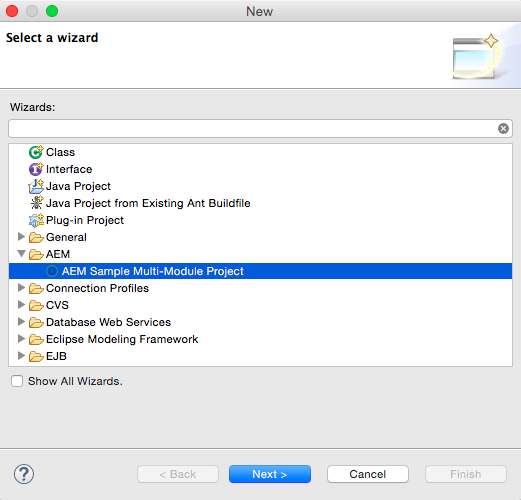 New
Select a wizard
Wizards:
Class
Interface
Java Project
Java Project from Existing Ant Buildfile
Plug-in Project
General
AEM
AEM Sample Multi-Module Project
Connection Profiles
CVS
Database Web Services
Eclipse Modeling Framework
EJB
Show All Wizards.
? < Back Next > Cancel Finish